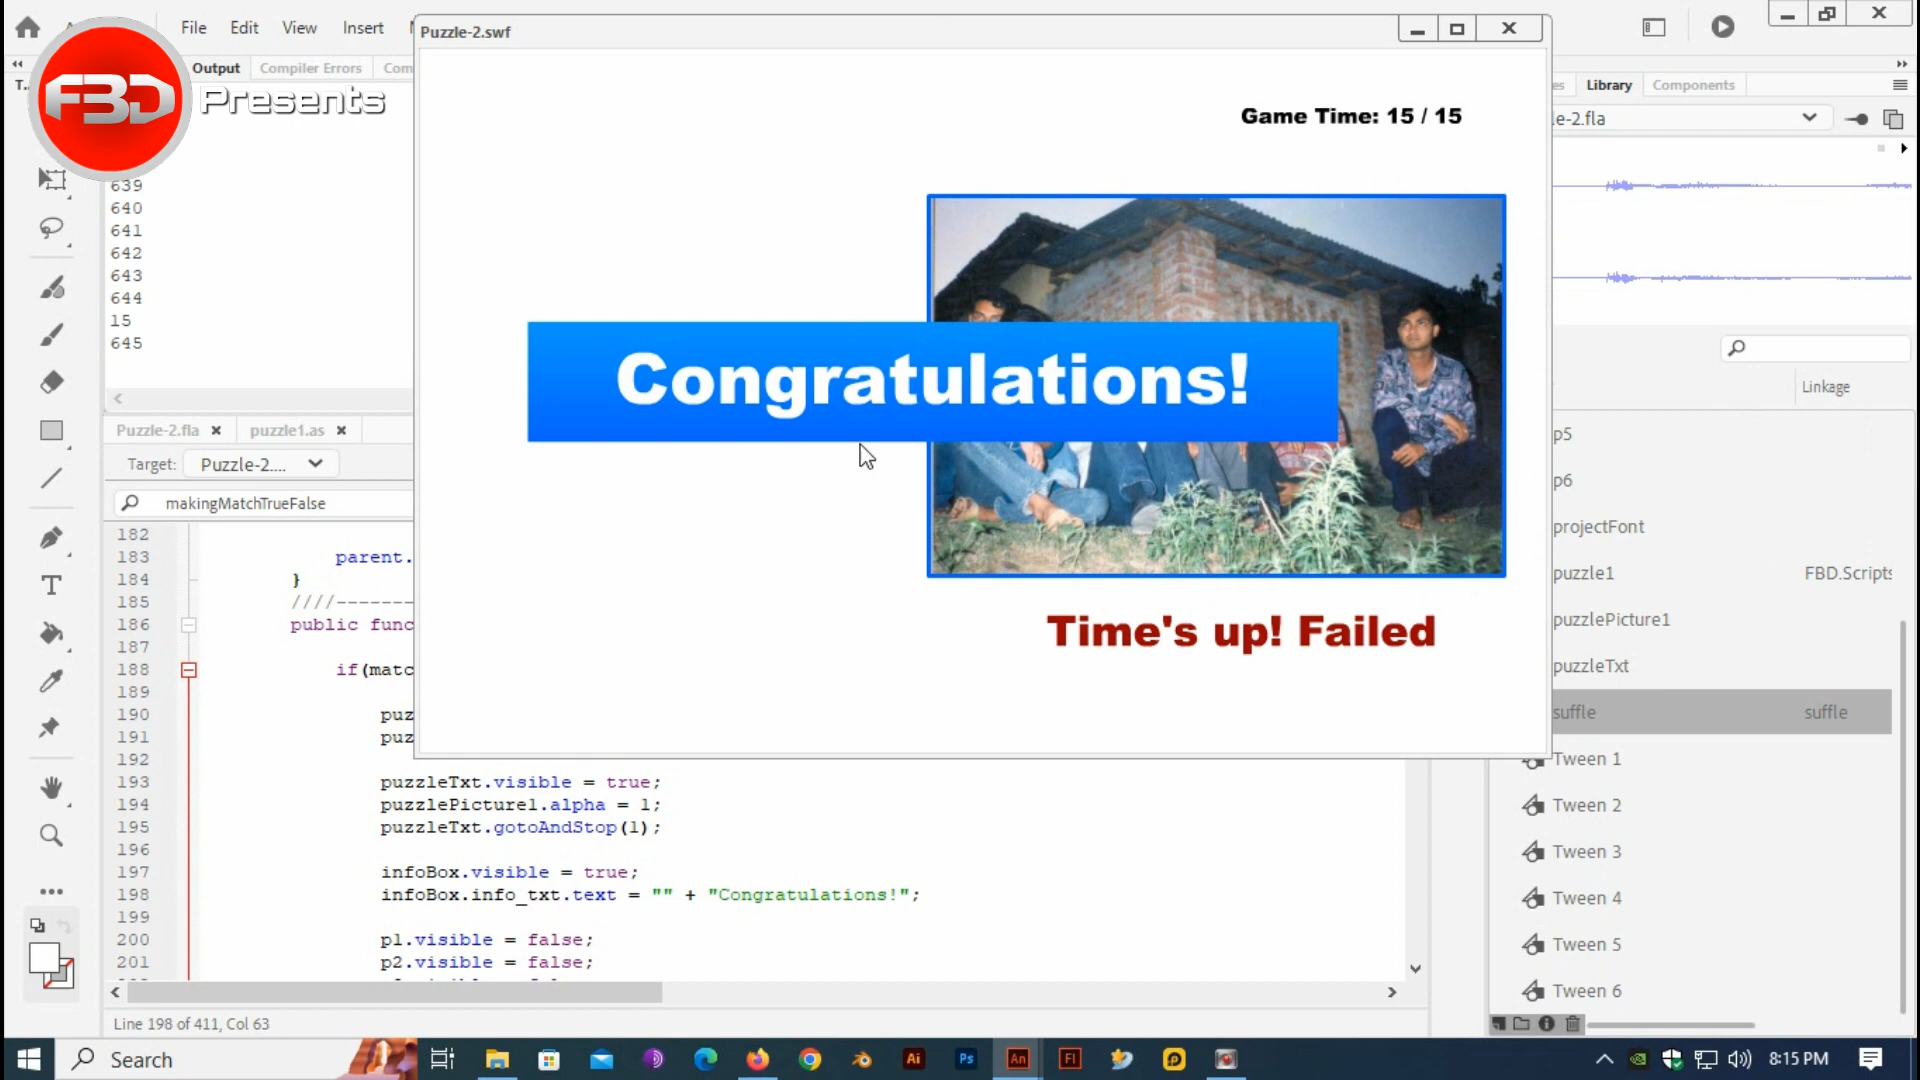 File Edit View Insert
Puzzle-2.swf
FBD Presents
Output Compiler Errors Com
Library Components
Game Time: 15 / 15
e-2.fla
639
640
641
642
643
644
15
645
Congratulations!
Time's up! Failed
Linkage
Puzzle-2.fla puzzle1.as
Target: Puzzle-2....
makingMatchTrueFalse
182
183 parent.
184 }
185 ////--------
186 public func
187
188 if(matc
189
190 puz
191 puz
192
193 puzzleTxt.visible = true;
194 puzzlePicture1.alpha = 1;
195 puzzleTxt.gotoAndStop(1);
196
197 infoBox.visible = true;
198 infoBox.info_txt.text = "" + "Congratulations!";
199
200 p1.visible = false;
201 p2.visible = false;
p5
p6
projectFont
puzzle1 FBD.Scripts
puzzlePicture1
puzzleTxt
suffle suffle
Tween 1
Tween 2
Tween 3
Tween 4
Tween 5
Tween 6
Line 198 of 411, Col 63
Search
Ai Ps An Fl
8:15 PM